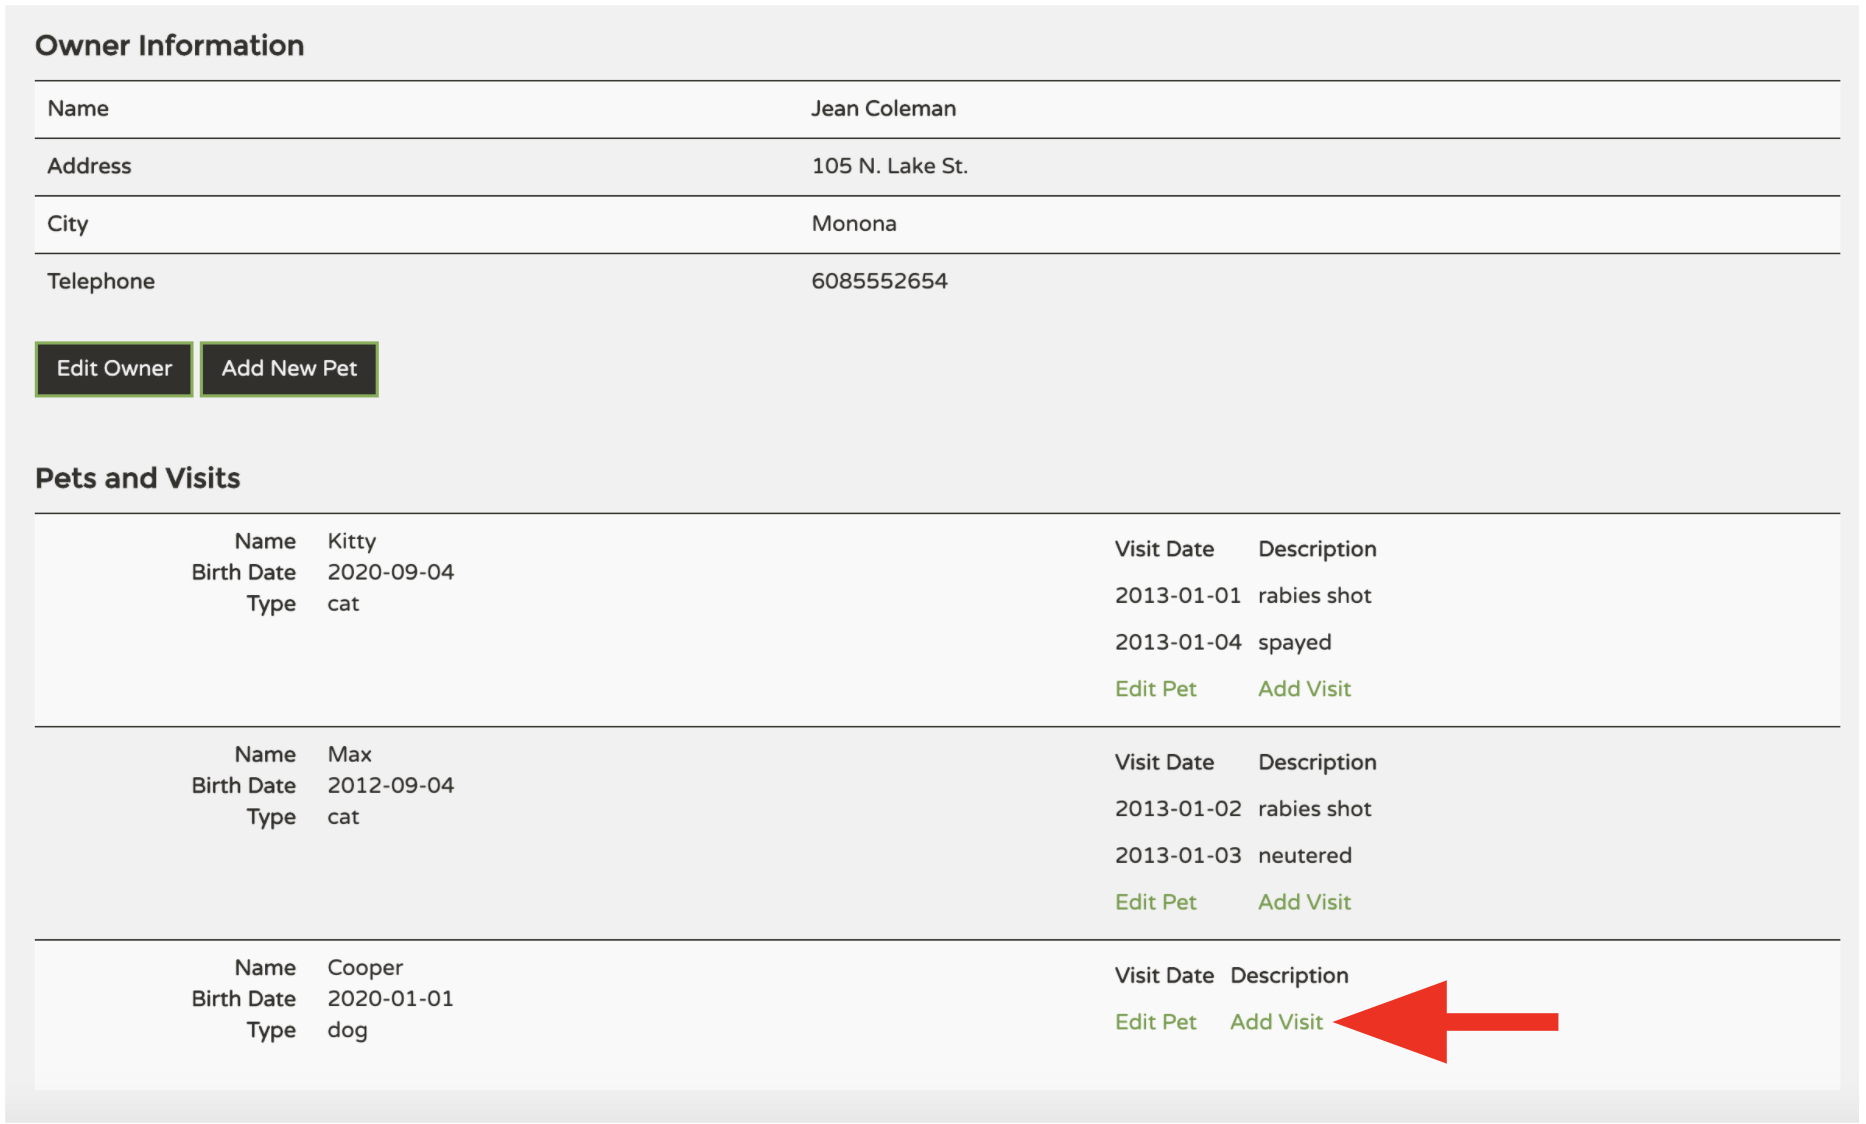 Owner Information
Name Jean Coleman
Address 105 N. Lake St.
City Monona
Telephone 6085552654
Edit Owner Add New Pet
Pets and Visits
Name Kitty
Birth Date 2020-09-04
Type cat
Visit Date Description
2013-01-01 rabies shot
2013-01-04 spayed
Edit Pet Add Visit
Name Max
Birth Date 2012-09-04
Type cat
Visit Date Description
2013-01-02 rabies shot
2013-01-03 neutered
Edit Pet Add Visit
Name Cooper
Birth Date 2020-01-01
Type dog
Visit Date Description
Edit Pet Add Visit